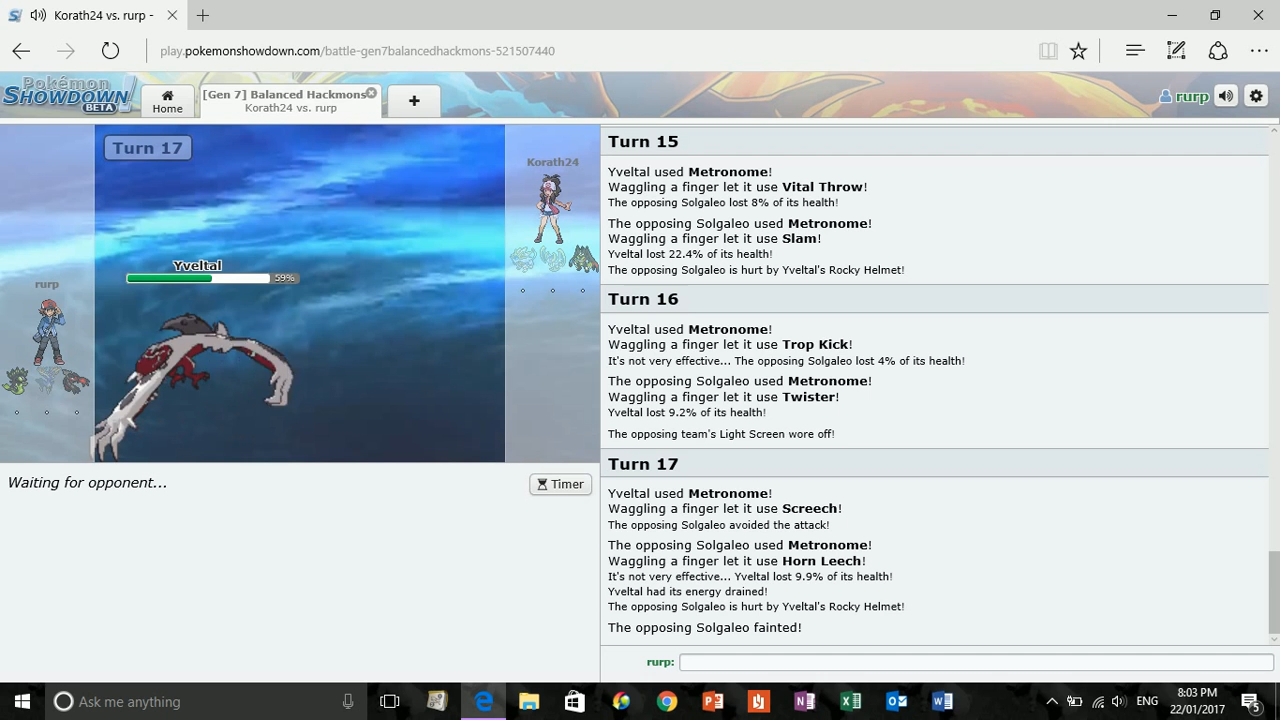 Korath24 vs. rurp -
play.pokemonshowdown.com/battle-gen7balancedhackmons-521507440
Pokémon
SHOWDOWN
BETA
Home
[Gen 7] Balanced Hackmons
Korath24 vs. rurp
rurp
Turn 17
Korath24
Yveltal
59%
rurp
Waiting for opponent...
Timer
Turn 15
Yveltal used Metronome!
Waggling a finger let it use Vital Throw!
The opposing Solgaleo lost 8% of its health!
The opposing Solgaleo used Metronome!
Waggling a finger let it use Slam!
Yveltal lost 22.4% of its health!
The opposing Solgaleo is hurt by Yveltal's Rocky Helmet!
Turn 16
Yveltal used Metronome!
Waggling a finger let it use Trop Kick!
It's not very effective... The opposing Solgaleo lost 4% of its health!
The opposing Solgaleo used Metronome!
Waggling a finger let it use Twister!
Yveltal lost 9.2% of its health!
The opposing team's Light Screen wore off!
Turn 17
Yveltal used Metronome!
Waggling a finger let it use Screech!
The opposing Solgaleo avoided the attack!
The opposing Solgaleo used Metronome!
Waggling a finger let it use Horn Leech!
It's not very effective... Yveltal lost 9.9% of its health!
Yveltal had its energy drained!
The opposing Solgaleo is hurt by Yveltal's Rocky Helmet!
The opposing Solgaleo fainted!
rurp:
Ask me anything
ENG
8:03 PM
22/01/2017
5